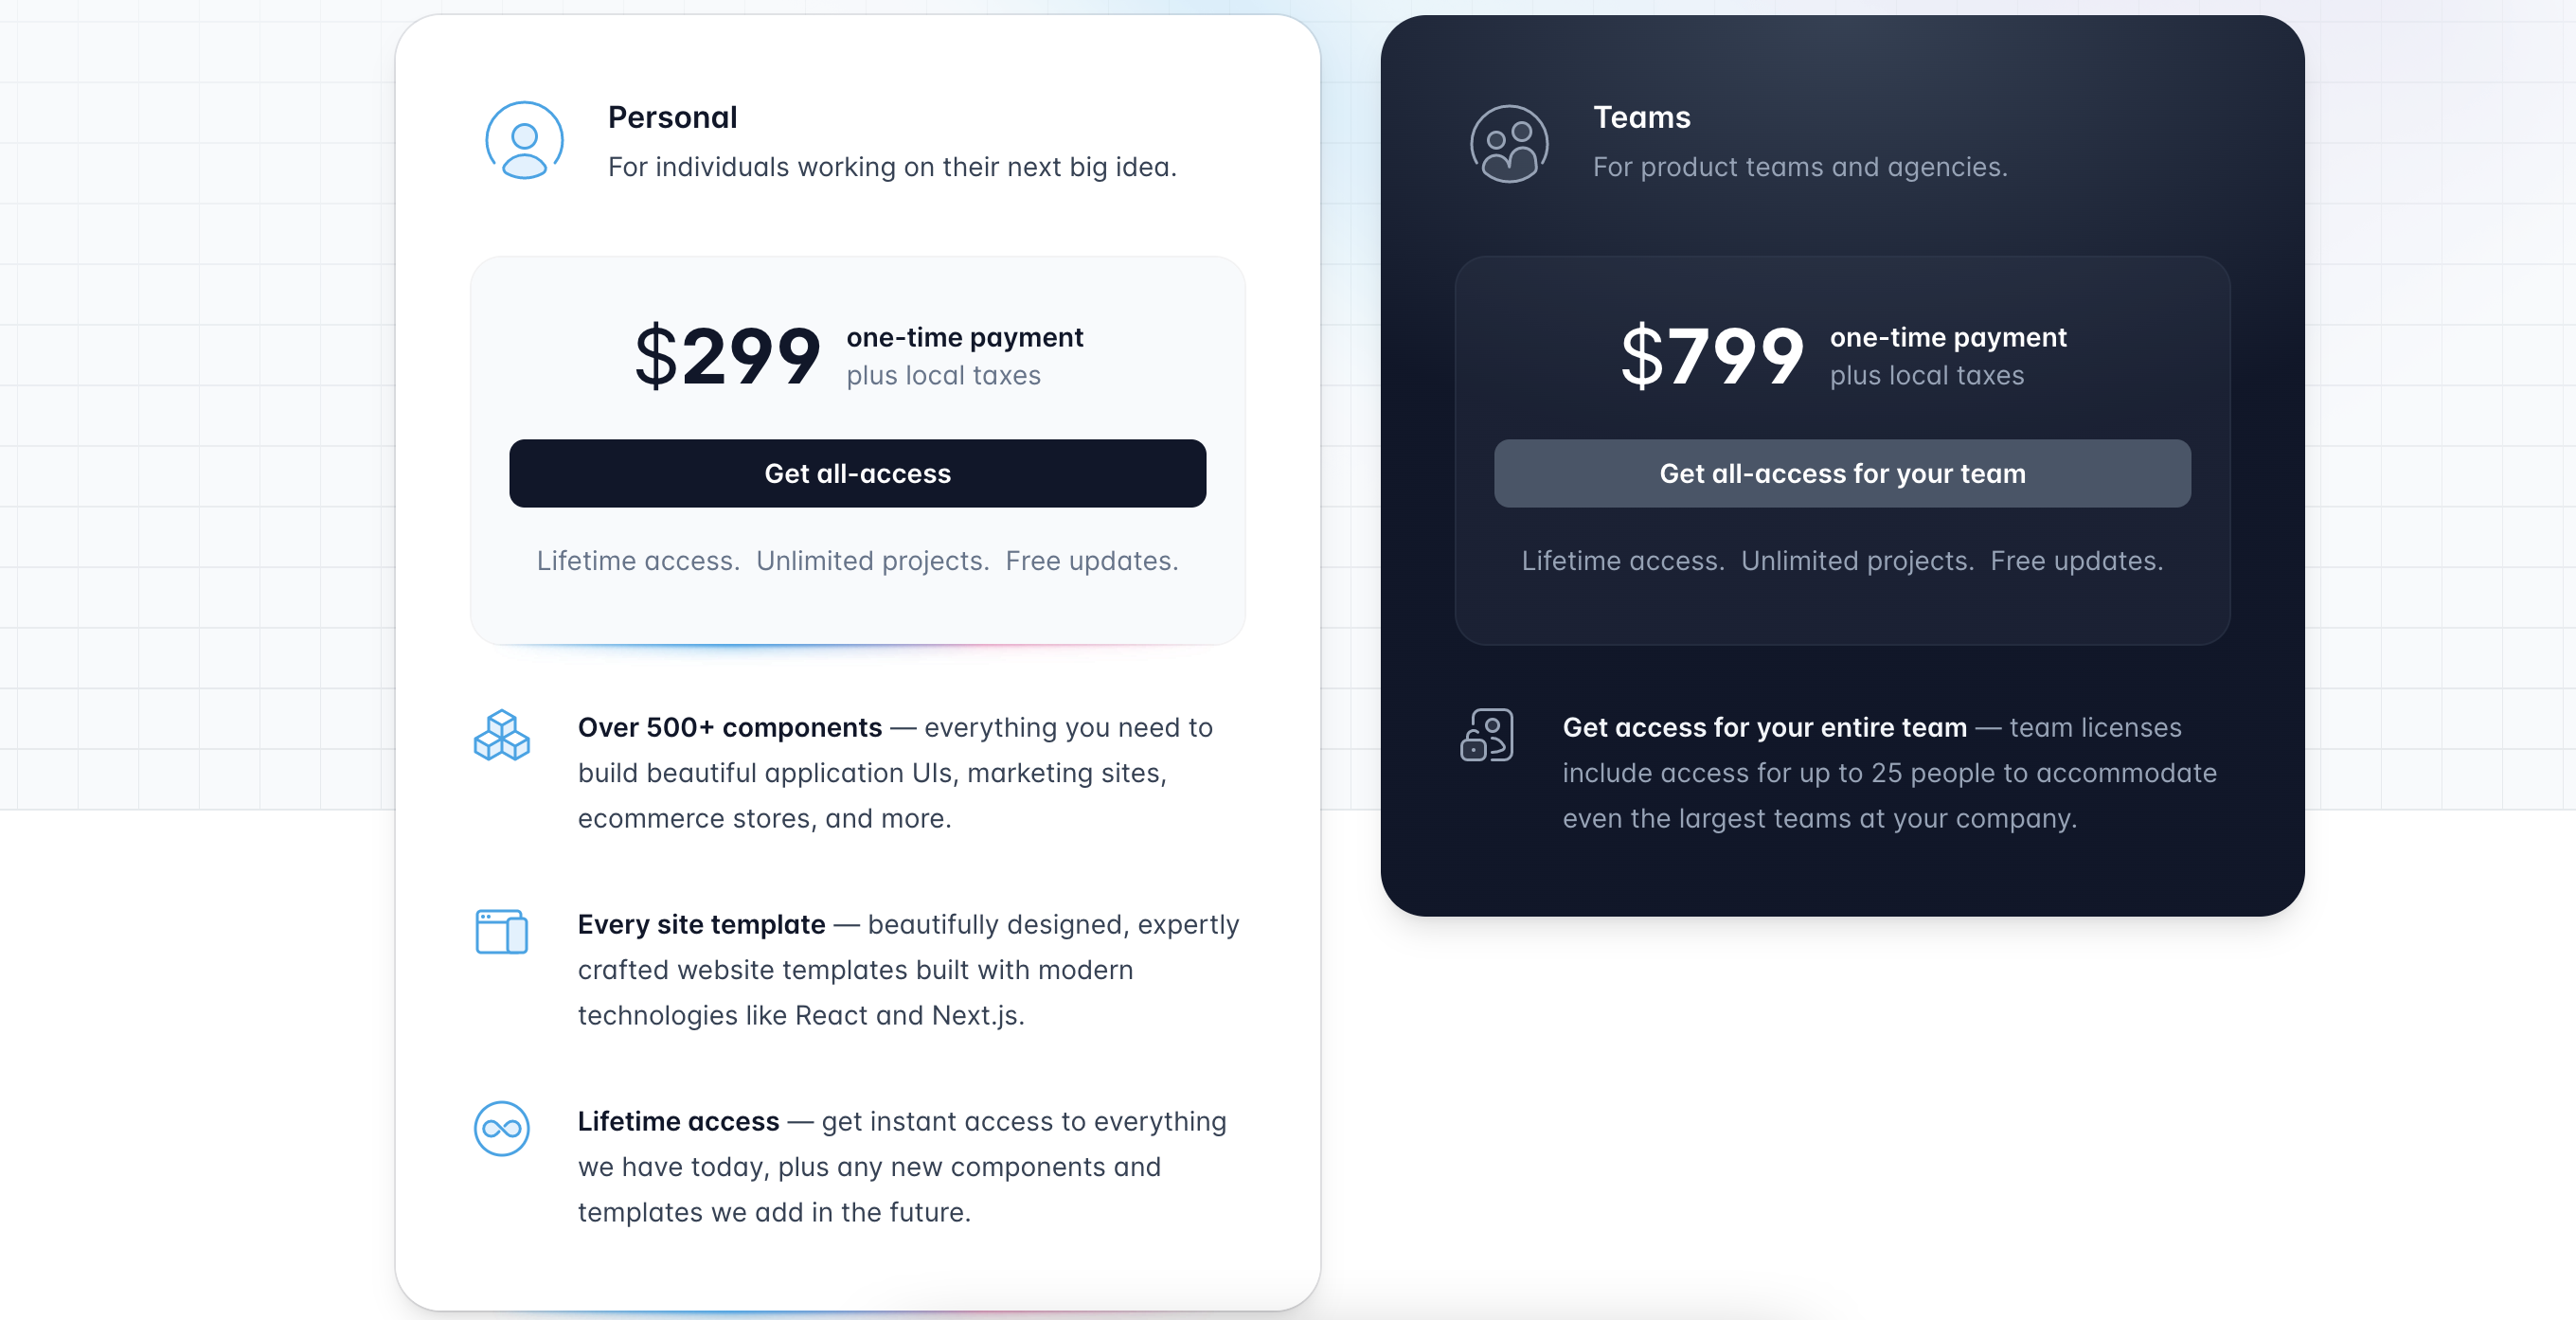 Personal
For individuals working on their next big idea.
$299
one-time payment
plus local taxes
Get all-access
Lifetime access. Unlimited projects. Free updates.
Over 500+ components — everything you need to
build beautiful application UIs, marketing sites,
ecommerce stores, and more.
Every site template — beautifully designed, expertly
crafted website templates built with modern
technologies like React and Next.js.
Lifetime access — get instant access to everything
we have today, plus any new components and
templates we add in the future.
Teams
For product teams and agencies.
$799
one-time payment
plus local taxes
Get all-access for your team
Lifetime access. Unlimited projects. Free updates.
Get access for your entire team — team licenses
include access for up to 25 people to accommodate
even the largest teams at your company.